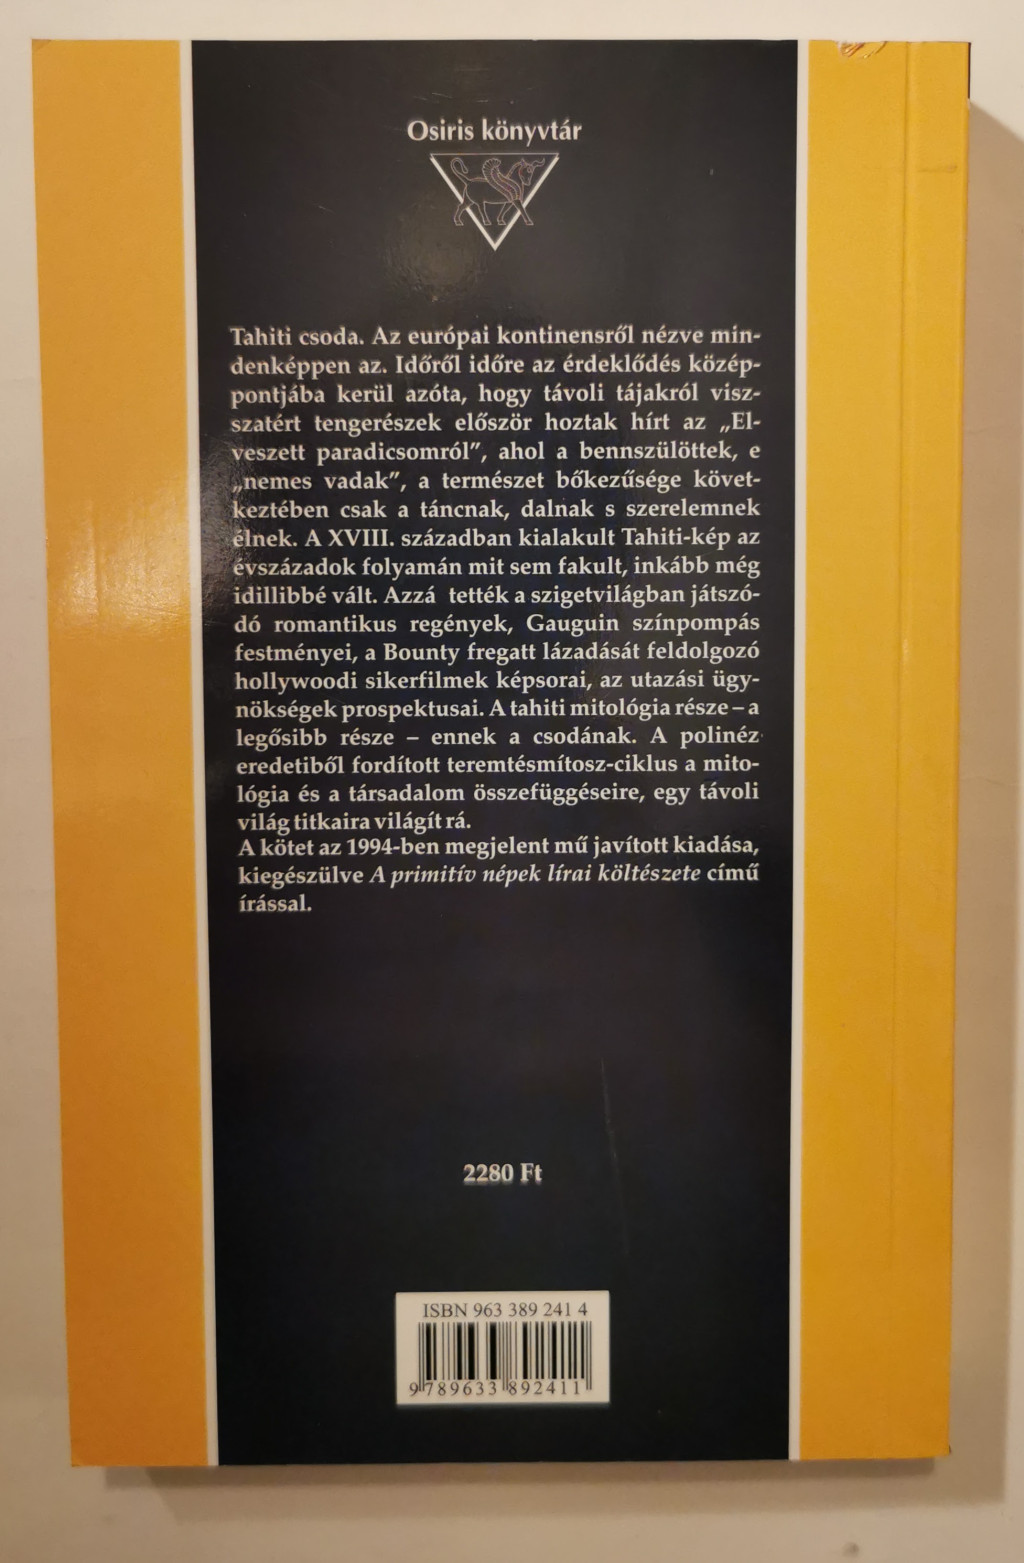 Osiris könyvtár
Tahiti csoda. Az európai kontinensről nézve min-
denképpen az. Időről időre az érdeklődés közép-
pontjába kerül azóta, hogy távoli tájakról visz-
szatért tengerészek először hoztak hírt az „El-
veszett paradicsomról”, ahol a bennszülöttek, e
„nemes vadak”, a természet bőkezűsége követ-
keztében csak a táncnak, dalnak s szerelemnek
élnek. A XVIII. században kialakult Tahiti-kép az
évszázadok folyamán mit sem fakult, inkább még
idillibbé vált. Azzá tették a szigetvilágban játszó-
dó romantikus regények, Gauguin színpompás
festményei, a Bounty fregatt lázadását feldolgozó
hollywoodi sikerfilmek képsorai, az utazási ügy-
nökségek prospektusai. A tahiti mitológia része – a
legősibb része – ennek a csodának. A polinéz
eredetiből fordított teremtésmítosz-ciklus a mito-
lógia és a társadalom összefüggéseire, egy távoli
világ titkaira világít rá.
A kötet az 1994-ben megjelent mű javított kiadása,
kiegészülve A primitív népek lírai költészete című
írással.
2280 Ft
ISBN 963 389 241 4
9 789633 892411